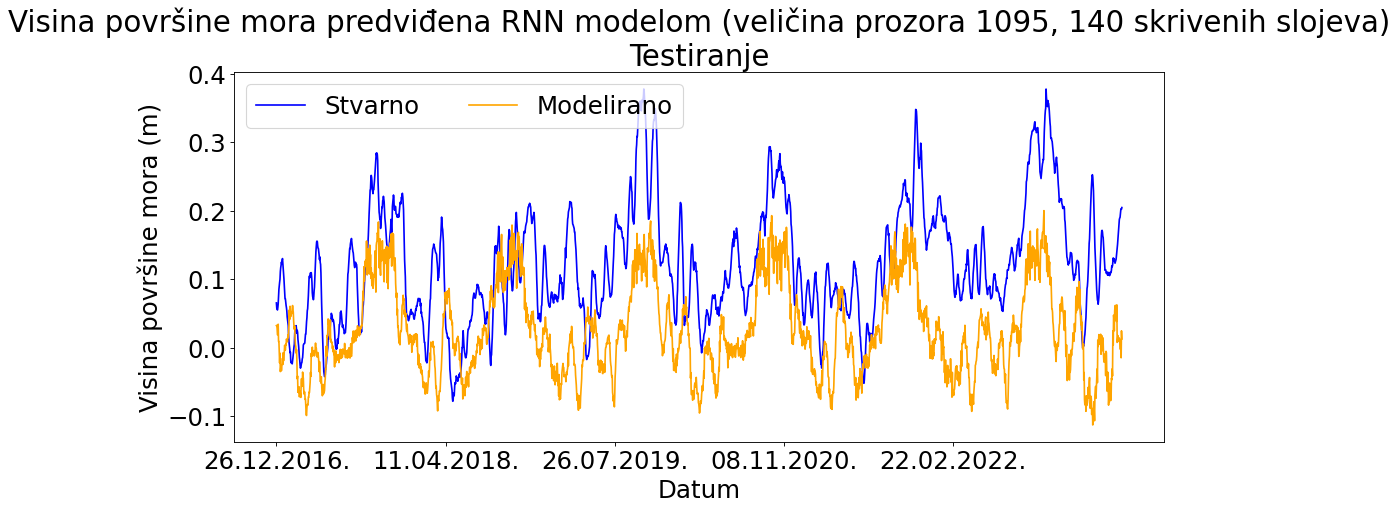 Visina površine mora predviđena RNN modelom (veličina prozora 1095, 140 skrivenih slojeva)
Testiranje
Stvarno
Modelirano
Visina površine mora (m)
0.4
0.3
0.2
0.1
0.0
−0.1
26.12.2016.
11.04.2018.
26.07.2019.
08.11.2020.
22.02.2022.
Datum